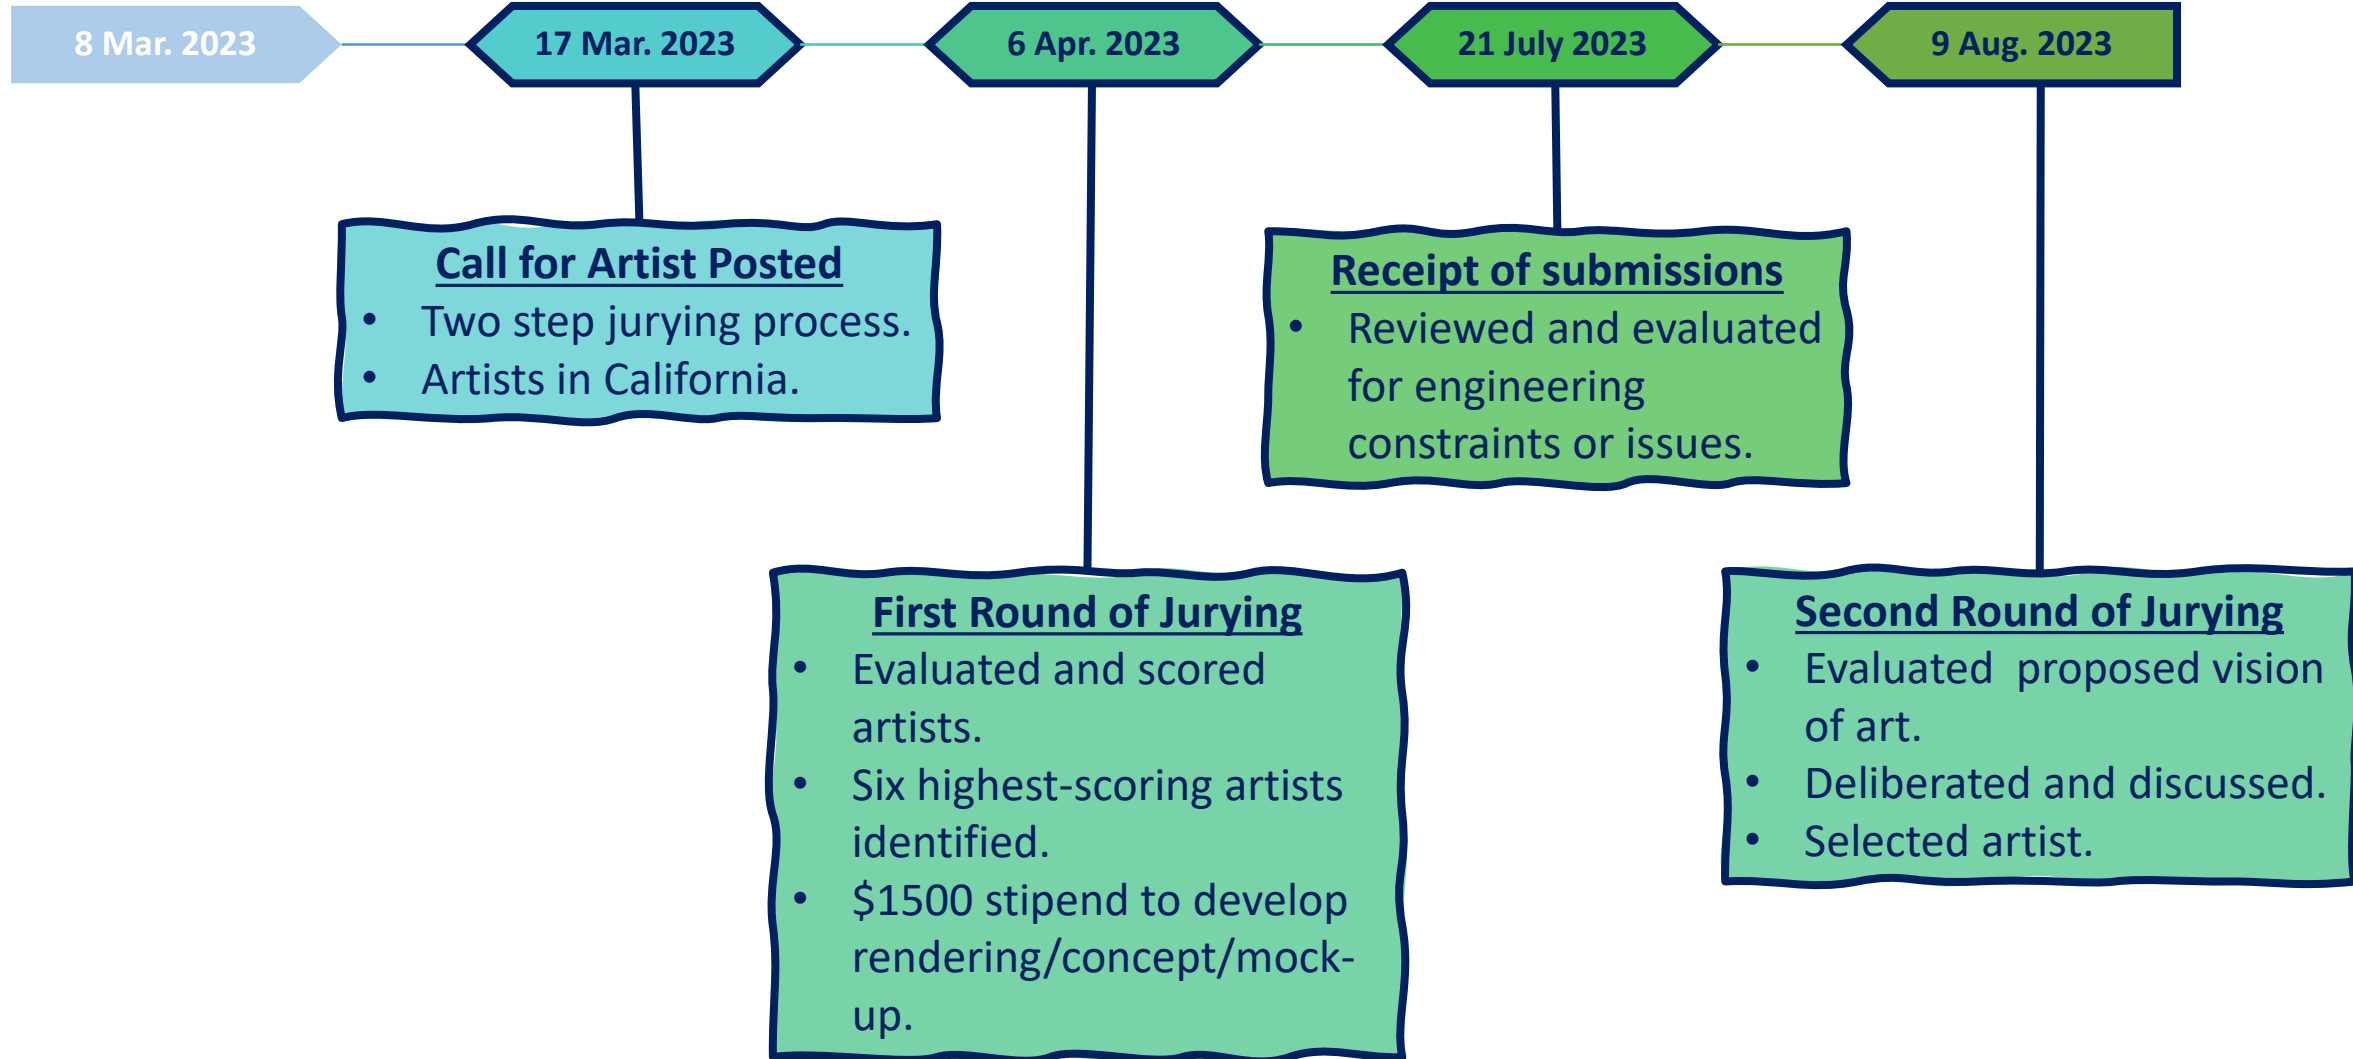 8 Mar. 2023
17 Mar. 2023
6 Apr. 2023
21 July 2023
9 Aug. 2023
Call for Artist Posted
• Two step jurying process.
• Artists in California.
Receipt of submissions
• Reviewed and evaluated
for engineering
constraints or issues.
First Round of Jurying
• Evaluated and scored
artists.
• Six highest-scoring artists
identified.
• $1500 stipend to develop
rendering/concept/mock-
up.
Second Round of Jurying
• Evaluated  proposed vision
of art.
• Deliberated and discussed.
• Selected artist.